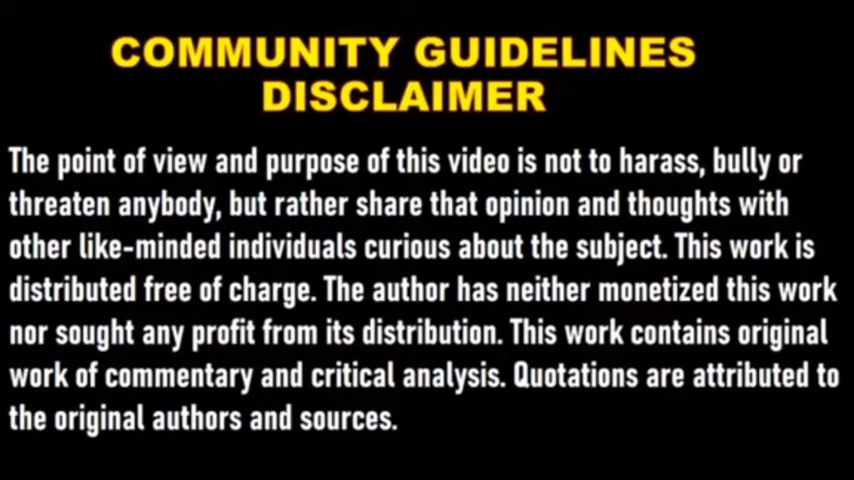 COMMUNITY GUIDELINES
DISCLAIMER
The point of view and purpose of this video is not to harass, bully or
threaten anybody, but rather share that opinion and thoughts with
other like-minded individuals curious about the subject. This work is
distributed free of charge. The author has neither monetized this work
nor sought any profit from its distribution. This work contains original
work of commentary and critical analysis. Quotations are attributed to
the original authors and sources.